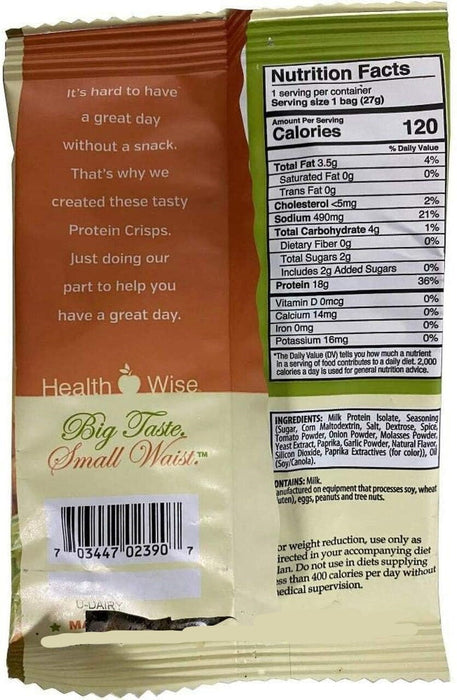 It's hard to have
a great day
without a snack.
That's why we
created these tasty
Protein Crisps.
Just doing our
part to help you
have a great day.
Health Wise
Big Taste.
Small Waist.™
7 03447 02390 7
U-DAIRY
Nutrition Facts
1 serving per container
Serving size 1 bag (27g)
Amount Per Serving
Calories 120
% Daily Value
Total Fat 3.5g 4%
Saturated Fat 0g 0%
Trans Fat 0g
Cholesterol <5mg 2%
Sodium 490mg 21%
Total Carbohydrate 4g 1%
Dietary Fiber 0g 0%
Total Sugars 2g
Includes 2g Added Sugars 0%
Protein 18g 36%
Vitamin D 0mcg 0%
Calcium 14mg 0%
Iron 0mg 0%
Potassium 16mg 0%
*The Daily Value (DV) tells you how much a nutrient
in a serving of food contributes to a daily diet. 2,000
calories a day is used for general nutrition advice.
INGREDIENTS: Milk Protein Isolate, Seasoning
(Sugar, Corn Maltodextrin, Salt, Dextrose, Spice,
Tomato Powder, Onion Powder, Molasses Powder,
Yeast Extract, Paprika, Garlic Powder, Natural Flavor,
Silicon Dioxide, Paprika Extractives (for color)), Oil
(Soy/Canola).
ONTAINS: Milk.
anufactured on equipment that processes soy, wheat
uten), eggs, peanuts and tree nuts.
or weight reduction, use only as
irected in your accompanying diet
lan. Do not use in diets supplying
ess than 400 calories per day without
edical supervision.